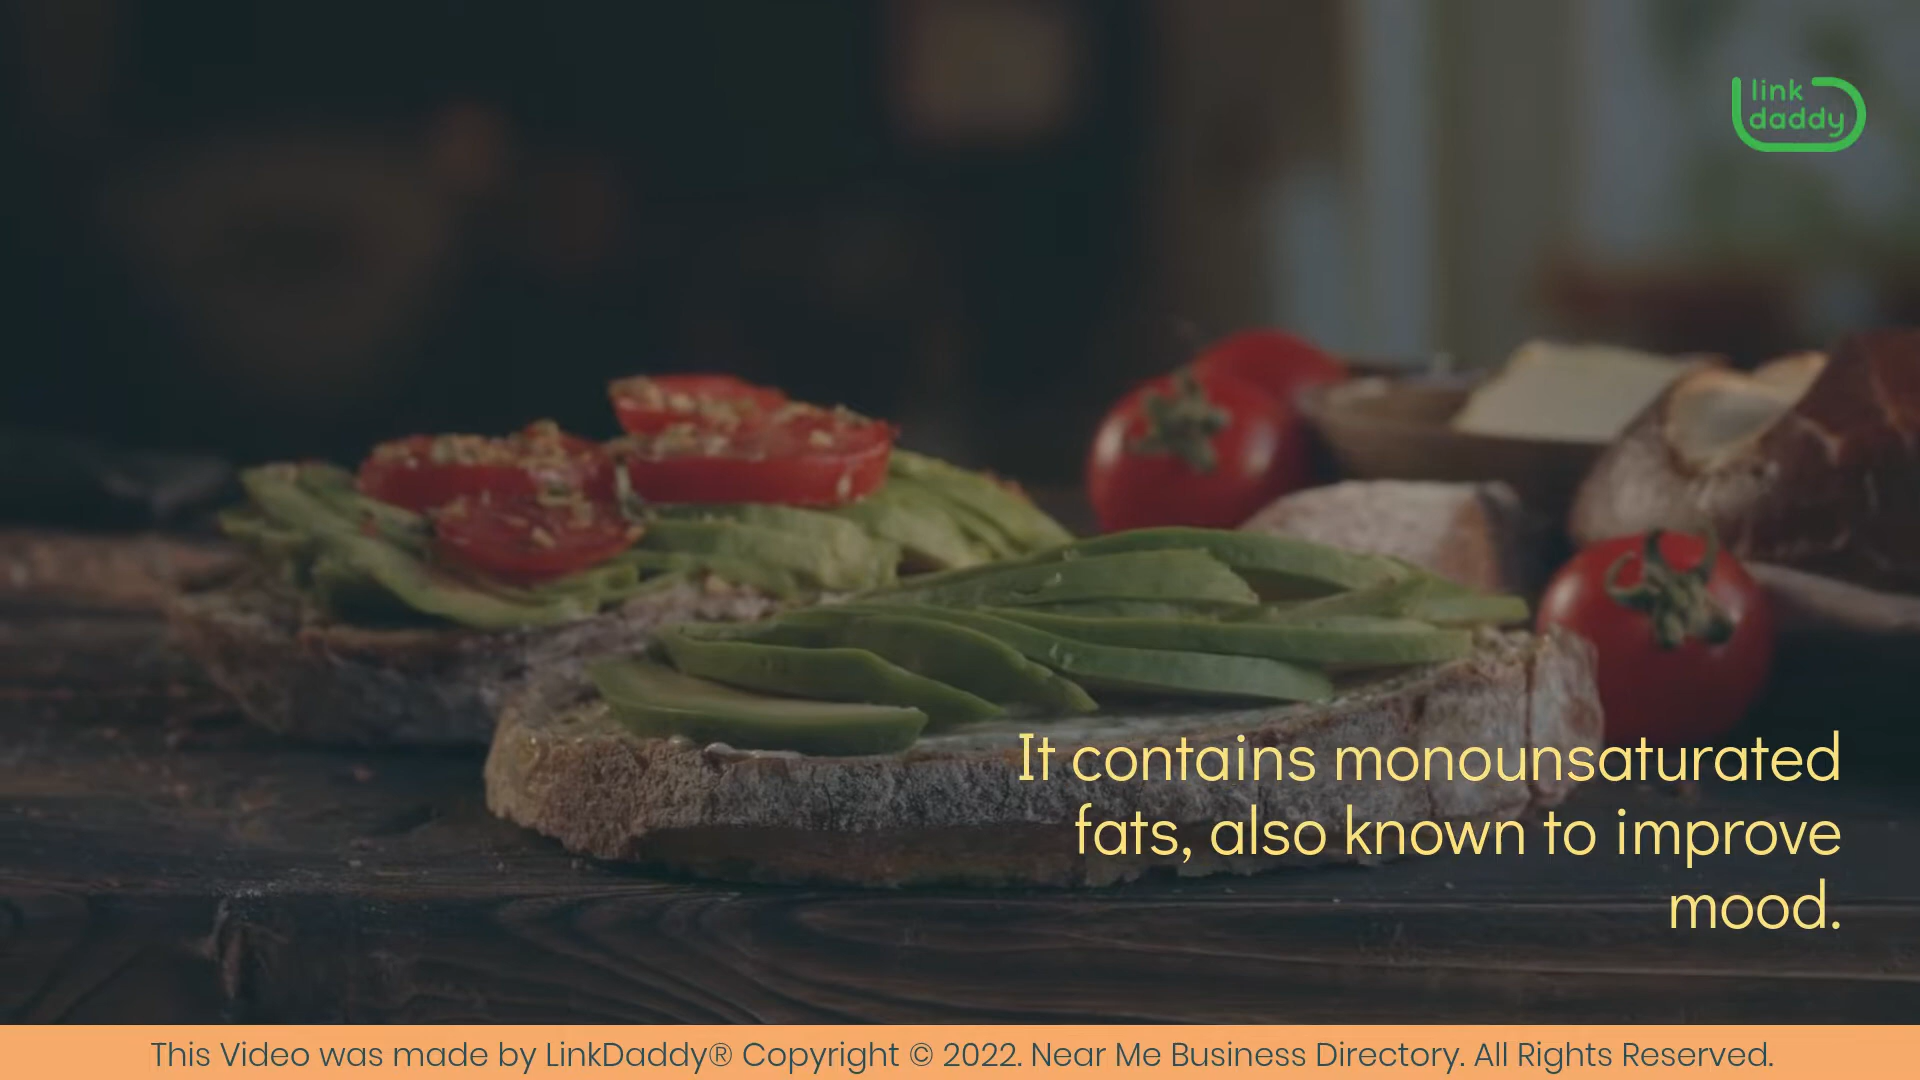 link
daddy
It contains monounsaturated
fats, also known to improve
mood.
This Video was made by LinkDaddy® Copyright © 2022. Near Me Business Directory. All Rights Reserved.